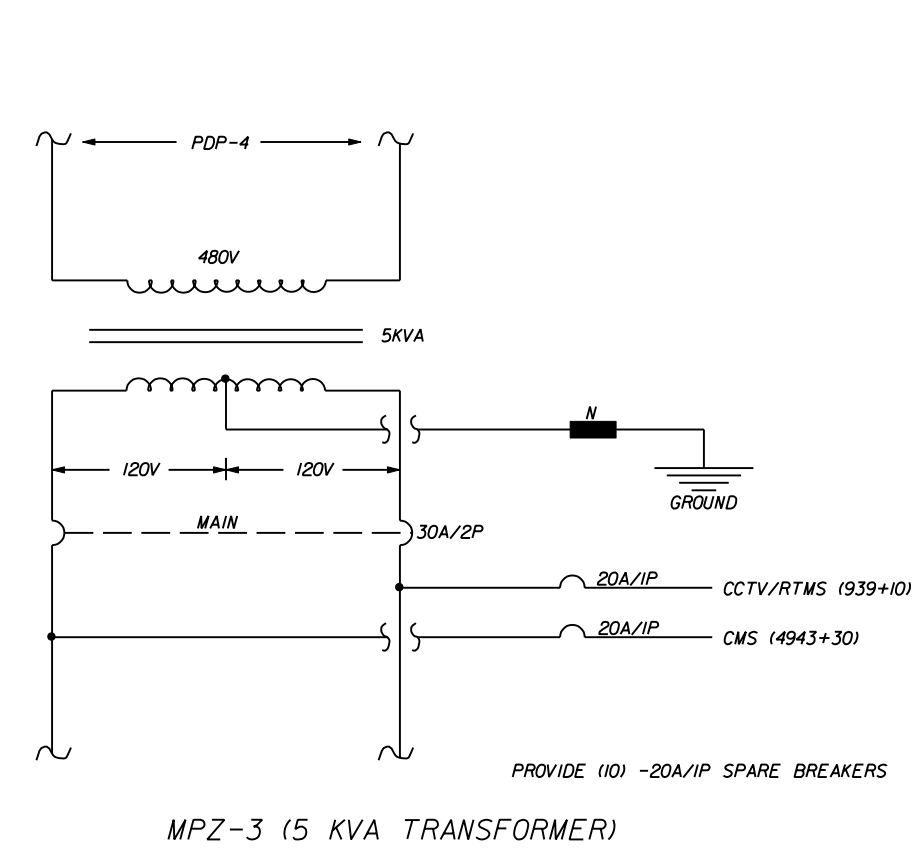 PDP-4
480V
5KVA
N
120V 120V
GROUND
MAIN
30A/2P
20A/1P
CCTV/RTMS (939+10)
20A/1P
CMS (4943+30)
PROVIDE (10) -20A/1P SPARE BREAKERS
MPZ-3 (5 KVA TRANSFORMER)